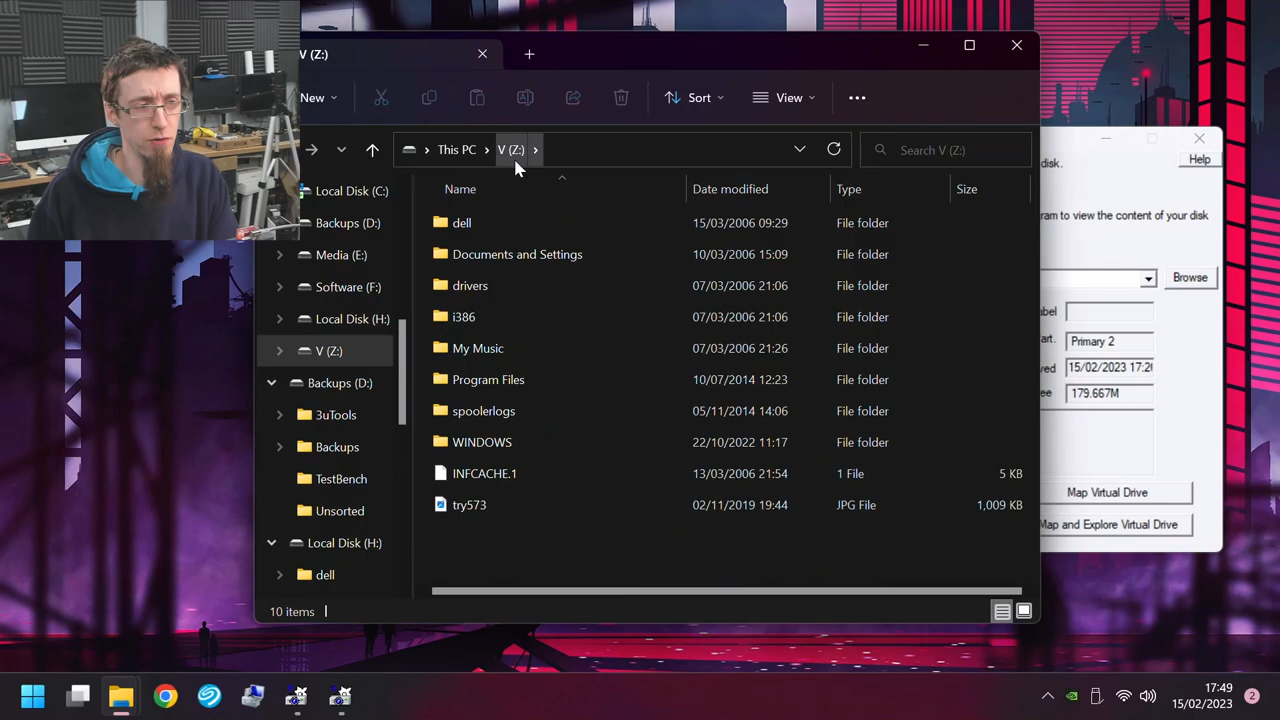 V (Z:)
New
Sort
This PC
V (Z:)
Search V (Z:)
Name
Date modified
Type
Size
Local Disk (C:)
Backups (D:)
Media (E:)
Software (F:)
Local Disk (H:)
V (Z:)
Backups (D:)
3uTools
Backups
TestBench
Unsorted
Local Disk (H:)
dell
dell 15/03/2006 09:29 File folder
Documents and Settings 10/03/2006 15:09 File folder
drivers 07/03/2006 21:06 File folder
i386 07/03/2006 21:06 File folder
My Music 07/03/2006 21:26 File folder
Program Files 10/07/2014 12:23 File folder
spoolerlogs 05/11/2014 14:06 File folder
WINDOWS 22/10/2022 11:17 File folder
INFCACHE.1 13/03/2006 21:54 1 File 5 KB
try573 02/11/2019 19:44 JPG File 1,009 KB
10 items
disk.
Help
ram to view the content of your disk
Browse
abel
art.
Primary 2
ved
15/02/2023 17:20
ee
179.667M
Map Virtual Drive
Map and Explore Virtual Drive
17:49
15/02/2023
2